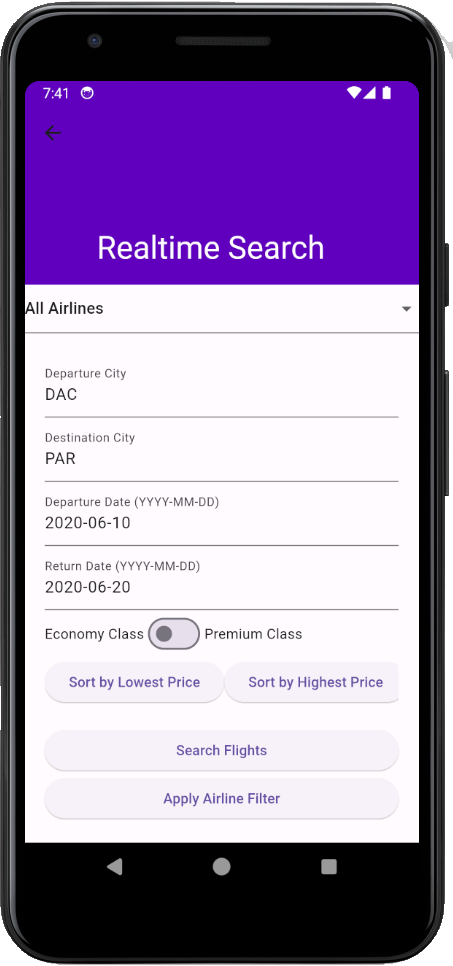 7:41
Realtime Search
All Airlines
Departure City
DAC
Destination City
PAR
Departure Date (YYYY-MM-DD)
2020-06-10
Return Date (YYYY-MM-DD)
2020-06-20
Economy Class Premium Class
Sort by Lowest Price Sort by Highest Price
Search Flights
Apply Airline Filter